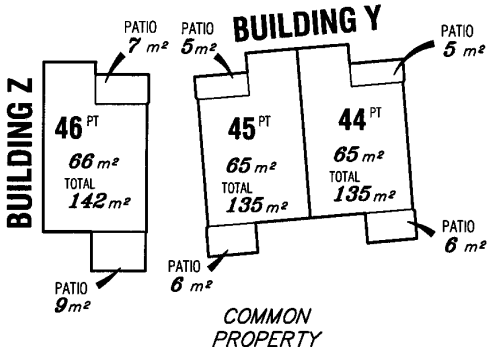 BUILDING Y
PATIO
7 m²
PATIO
5 m²
PATIO
5 m²
BUILDING Z
46 PT
66 m²
TOTAL
142 m²
45 PT
65 m²
TOTAL
135 m²
44 PT
65 m²
TOTAL
135 m²
PATIO
9 m²
PATIO
6 m²
PATIO
6 m²
COMMON
PROPERTY